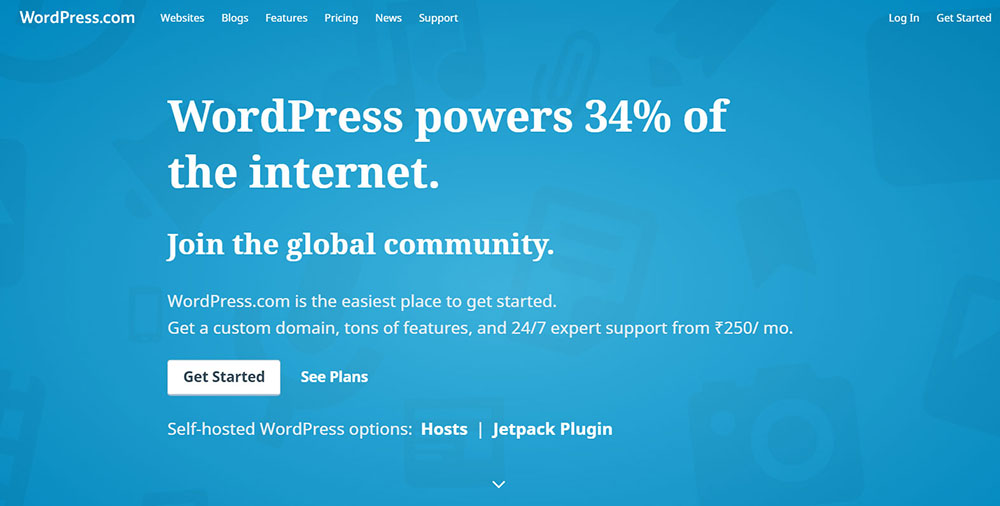 WordPress.com Websites Blogs Features Pricing News Support Log In Get Started
WordPress powers 34% of
the internet.
Join the global community.
WordPress.com is the easiest place to get started.
Get a custom domain, tons of features, and 24/7 expert support from ₹250/ mo.
Get Started See Plans
Self-hosted WordPress options: Hosts | Jetpack Plugin